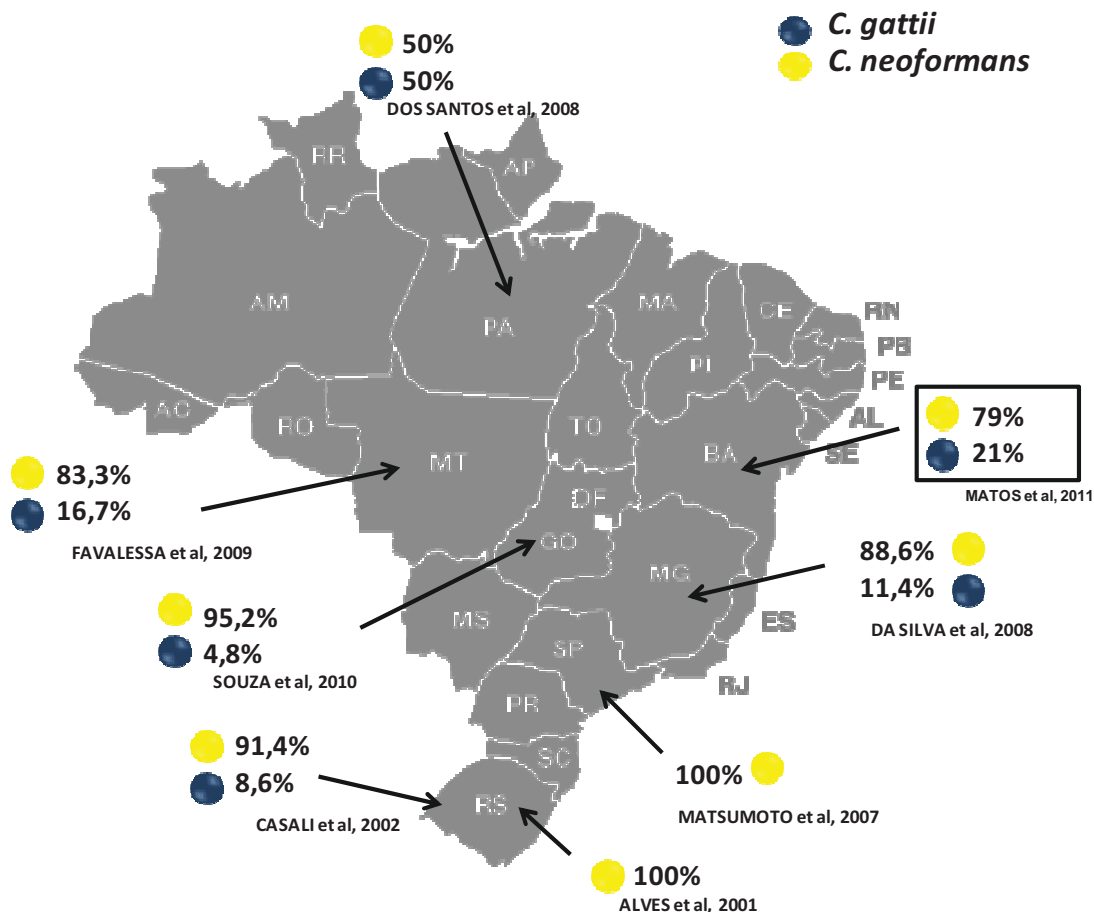 C. gattii
C. neoformans
50%
50%
DOS SANTOS et al, 2008
RR
AP
AM
PA
MA
CE
RN
PB
PI
PE
AC
RO
TO
AL
SE
BA
MT
79%
21%
MATOS et al, 2011
83,3%
16,7%
FAVALESSA et al, 2009
DF
GO
MG
88,6%
11,4%
DA SILVA et al, 2008
ES
95,2%
4,8%
SOUZA et al, 2010
MS
SP
RJ
PR
91,4%
8,6%
CASALI et al, 2002
SC
RS
100%
MATSUMOTO et al, 2007
100%
ALVES et al, 2001